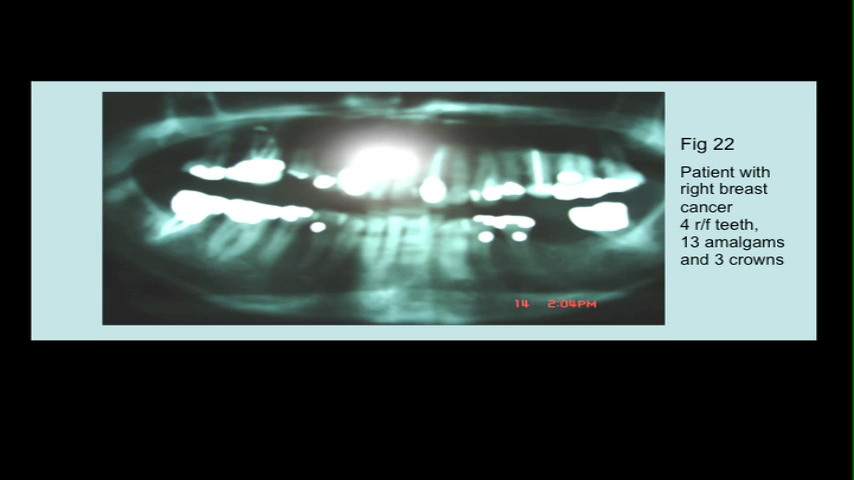 Fig 22
Patient with
right breast
cancer
4 r/f teeth,
13 amalgams
and 3 crowns
14 2:04PM